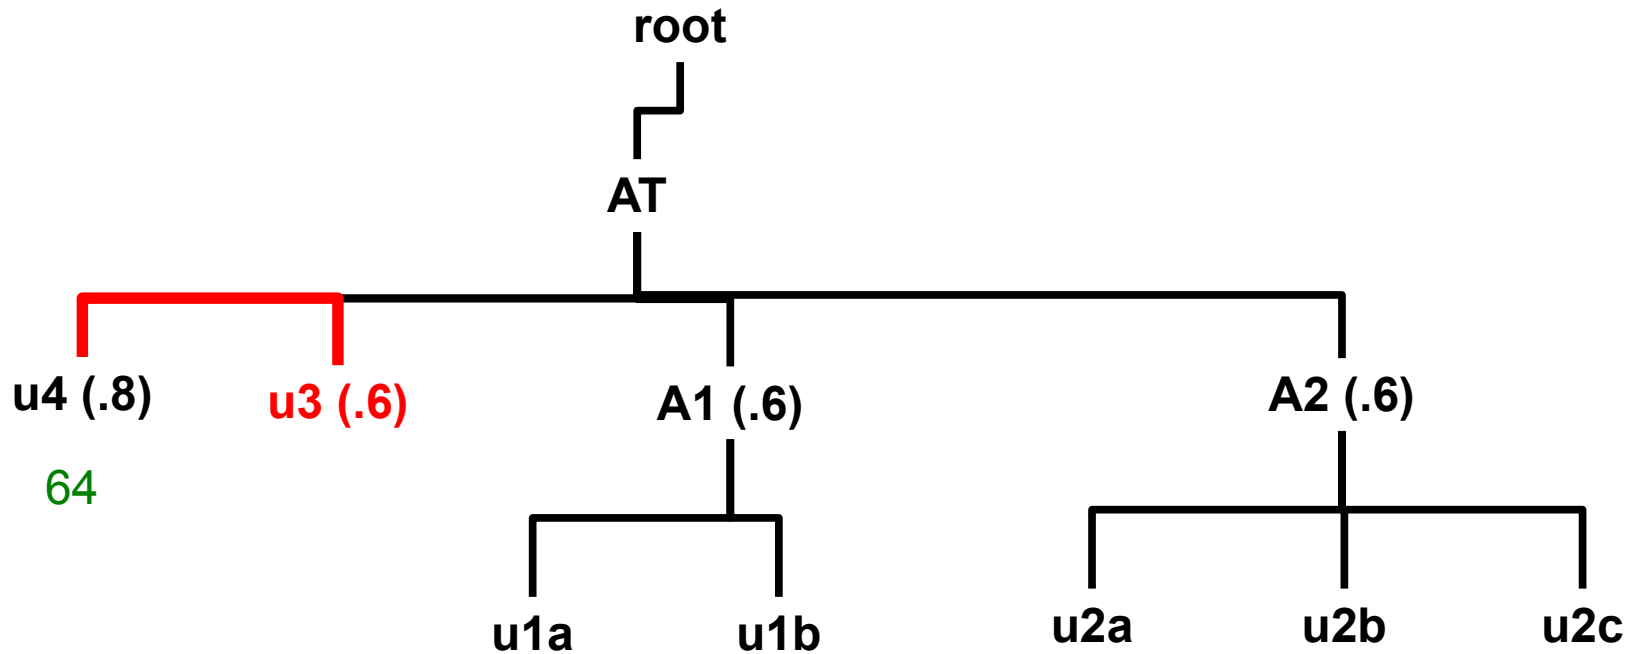 root
AT
u4 (.8)
u3 (.6)
A1 (.6)
A2 (.6)
64
u1a
u1b
u2a
u2b
u2c